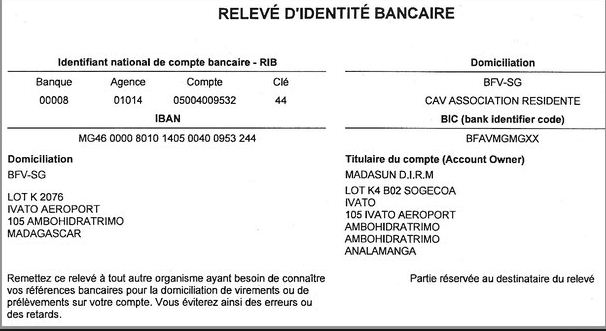 RELEVÉ D'IDENTITÉ BANCAIRE
Identifiant national de compte bancaire - RIB
Banque Agence Compte Clé
00008 01014 05004009532 44
IBAN
MG46 0000 8010 1405 0040 0953 244
Domiciliation
BFV-SG
LOT K 2076
IVATO AEROPORT
105 AMBOHIDRATRIMO
MADAGASCAR
Domiciliation
BFV-SG
CAV ASSOCIATION RESIDENTE
BIC (bank identifier code)
BFAVMGMGXX
Titulaire du compte (Account Owner)
MADASUN D.I.R.M
LOT K4 B02 SOGECOA
IVATO
105 IVATO AEROPORT
AMBOHIDRATRIMO
AMBOHIDRATRIMO
ANALAMANGA
Remettez ce relevé à tout autre organisme ayant besoin de connaître
vos références bancaires pour la domiciliation de virements ou de
prélèvements sur votre compte. Vous éviterez ainsi des erreurs ou
des retards.
Partie réservée au destinataire du relevé